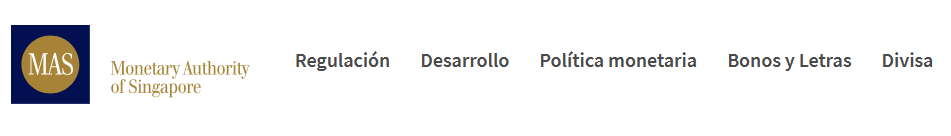 MAS
Monetary Authority
of Singapore
Regulación Desarrollo Política monetaria Bonos y Letras Divisa